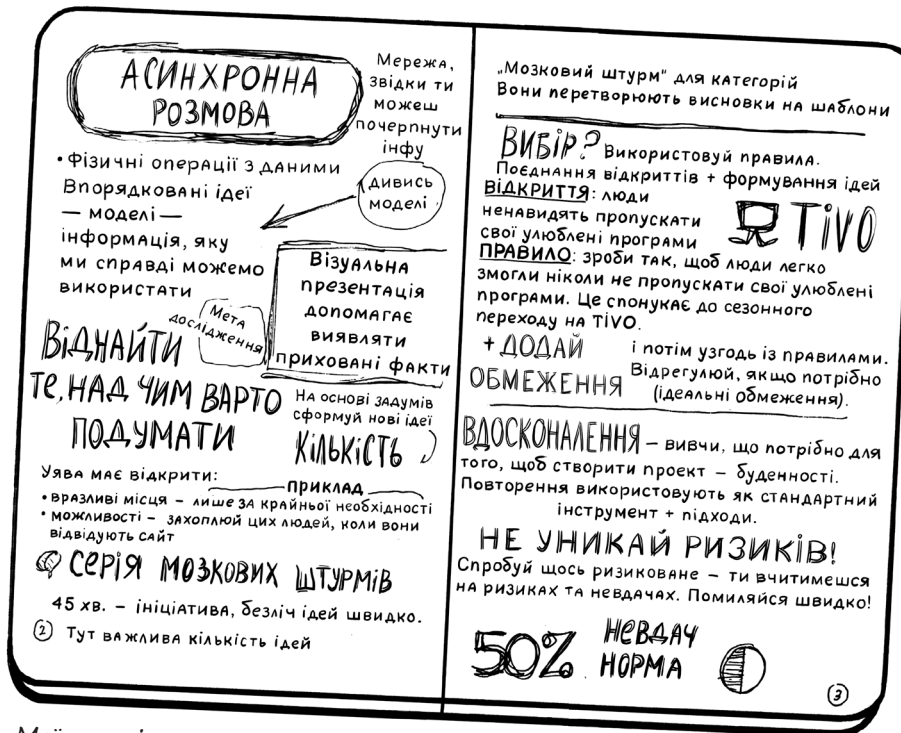 АСИНХРОННА
РОЗМОВА
Мережа,
звідки ти
можеш
почерпнути
інфу
• Фізичні операції з даними
Впорядковані ідеї
— моделі —
інформація, яку
ми справді можемо
використати
дивись
моделі
Мета
дослідження
Візуальна
презентація
допомагає
виявляти
приховані факти
ВІДНАЙТИ
те, НАД ЧИМ ВАРТО
ПОДУМАТИ
На основі задумів
сформуй нові ідеї
КІЛЬКІСТЬ
Уява має відкрити:
приклад
• вразливі місця – лише за крайньої необхідності
• можливості – захоплюй цих людей, коли вони
відвідують сайт
СЕРІЯ МОЗКОВИХ ШТУРМІВ
45 хв. – ініціатива, безліч ідей швидко.
Тут важлива кількість ідей
2
„Мозковий штурм" для категорій
Вони перетворюють висновки на шаблони
ВИБІР? Використовуй правила.
Поєднання відкриттів + формування ідей
ВІДКРИТТЯ: люди
ненавидять пропускати
свої улюблені програми
TiVO
ПРАВИЛО: зроби так, щоб люди легко
змогли ніколи не пропускати свої улюблені
програми. Це спонукає до сезонного
переходу на TiVO.
+ ДОДАЙ
ОБМЕЖЕННЯ
і потім узгодь із правилами.
Відрегулюй, якщо потрібно
(ідеальні обмеження).
ВДОСКОНАЛЕННЯ – вивчи, що потрібно для
того, щоб створити проект – буденності.
Повторення використовують як стандартний
інструмент + підходи.
НЕ УНИКАЙ РИЗИКІВ!
Спробуй щось ризиковане – ти вчитимешся
на ризиках та невдачах. Помиляйся швидко!
50% НЕВДАЧ
НОРМА
3